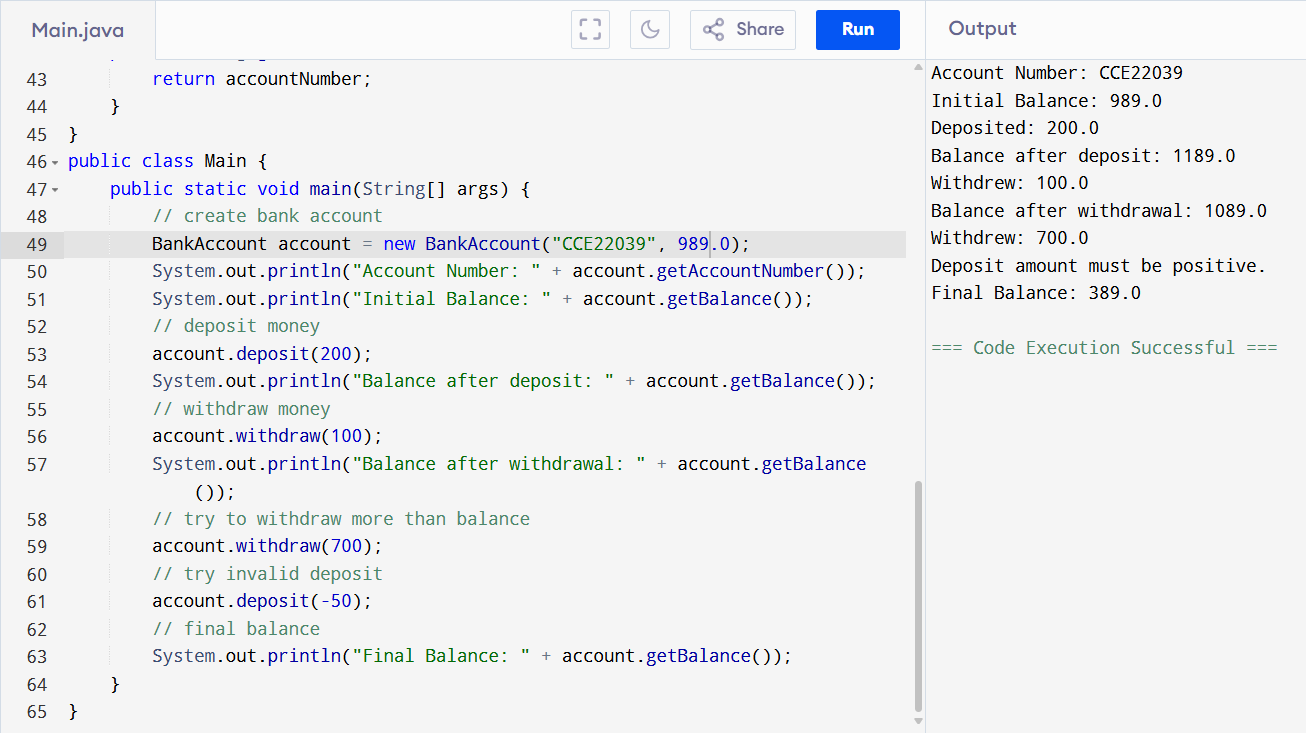 Main.java
Share
Run
Output
43 return accountNumber;
44 }
45 }
46 public class Main {
47 public static void main(String[] args) {
48 // create bank account
49 BankAccount account = new BankAccount("CCE22039", 989.0);
50 System.out.println("Account Number: " + account.getAccountNumber());
51 System.out.println("Initial Balance: " + account.getBalance());
52 // deposit money
53 account.deposit(200);
54 System.out.println("Balance after deposit: " + account.getBalance());
55 // withdraw money
56 account.withdraw(100);
57 System.out.println("Balance after withdrawal: " + account.getBalance
());
58 // try to withdraw more than balance
59 account.withdraw(700);
60 // try invalid deposit
61 account.deposit(-50);
62 // final balance
63 System.out.println("Final Balance: " + account.getBalance());
64 }
65 }
Account Number: CCE22039
Initial Balance: 989.0
Deposited: 200.0
Balance after deposit: 1189.0
Withdrew: 100.0
Balance after withdrawal: 1089.0
Withdrew: 700.0
Deposit amount must be positive.
Final Balance: 389.0
=== Code Execution Successful ===